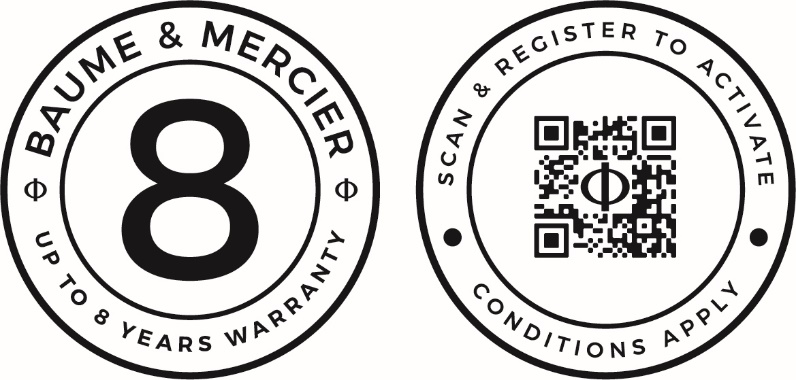 BAUME & MERCIER
Φ 8 Φ
UP TO 8 YEARS WARRANTY
SCAN & REGISTER TO ACTIVATE
Φ
CONDITIONS APPLY